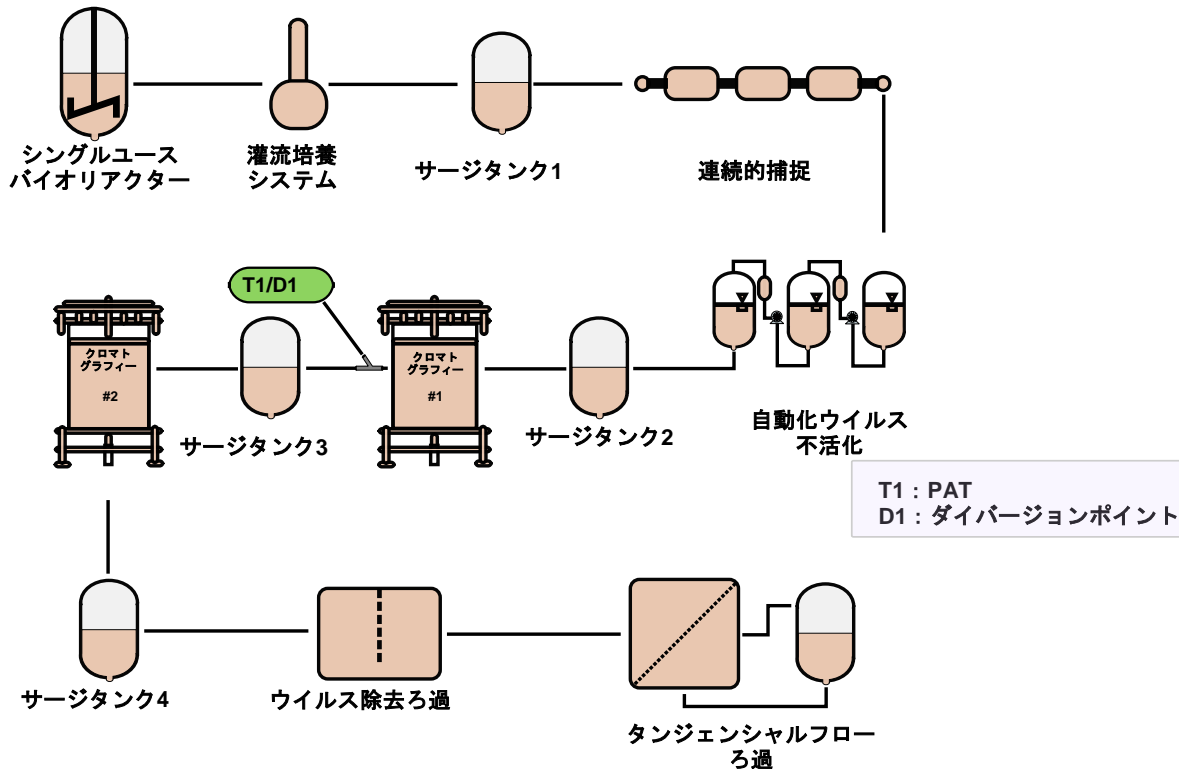 シングルユース
バイオリアクター
灌流培養
システム
サージタンク1
連続的捕捉
T1/D1
クロマト
グラフィー
#2
サージタンク3
クロマト
グラフィー
#1
サージタンク2
自動化ウイルス
不活化
T1：PAT
D1：ダイバージョンポイント
サージタンク4
ウイルス除去ろ過
タンジェンシャルフロー
ろ過